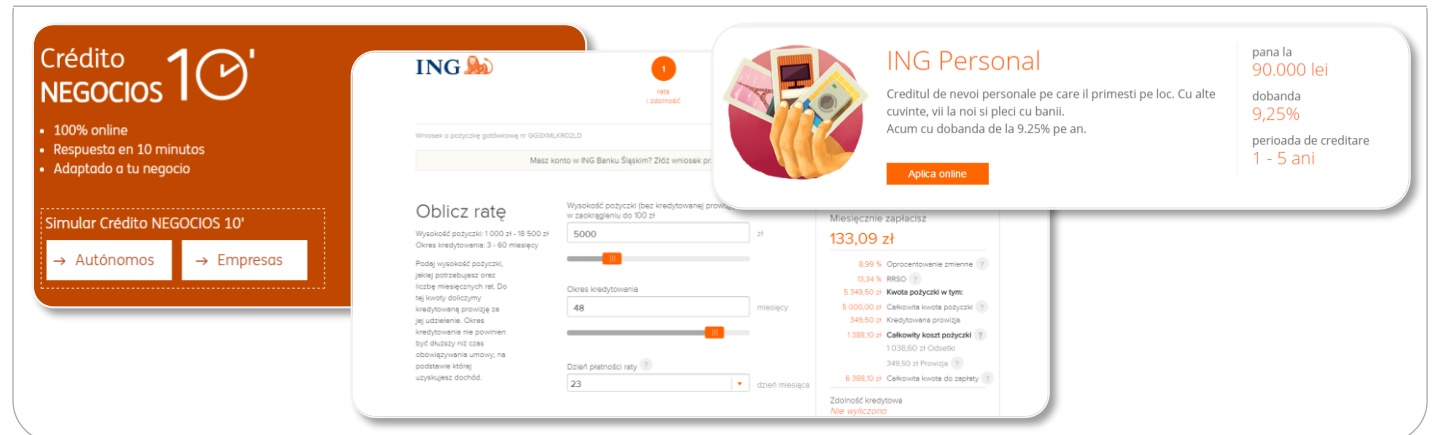 Crédito
NEGOCIOS 10'
• 100% online
• Respuesta en 10 minutos
• Adaptado a tu negocio
Simular Crédito NEGOCIOS 10'
→ Autónomos
→ Empresas
ING
1
rata
i zdolność
Wniosek o pożyczkę gotówkową nr
Masz konto w ING Banku Śląskim? Złóż wniosek
Oblicz ratę
Wysokość pożyczki: 1 000 zł - 18 500 zł
Okres kredytowania: 3 - 60 miesięcy
Podaj wysokość pożyczki,
jakiej potrzebujesz oraz
liczbę miesięcznych rat. Do
tej kwoty doliczymy
kredytowaną prowizję za
jej udzielenie. Okres
kredytowania nie powinien
być dłuższy niż czas
obowiązywania umowy, na
podstawie której
uzyskujesz dochód.
Wysokość pożyczki (bez kredytowanej
w zaokrągleniu do 100 zł
5000
zł
Okres kredytowania
48
miesięcy
Dzień płatności raty ?
23
dzień miesiąca
Miesięcznie zapłacisz
133,09 zł
8,99 % Oprocentowanie zmienne ?
13,34 % RRSO ?
5 349,50 zł Kwota pożyczki w tym:
5 000,00 zł Całkowita kwota pożyczki ?
349,50 zł Kredytowana prowizja
1 388,10 zł Całkowity koszt pożyczki ?
1 038,60 zł Odsetki
349,50 zł Prowizja ?
6 388,10 zł Całkowita kwota do zapłaty ?
Zdolność kredytowa
Nie wyliczono
ING Personal
Creditul de nevoi personale pe care il primesti pe loc. Cu alte
cuvinte, vii la noi si pleci cu banii.
Acum cu dobanda de la 9.25% pe an.
Aplica online
pana la
90.000 lei
dobanda
9,25%
perioada de creditare
1 - 5 ani